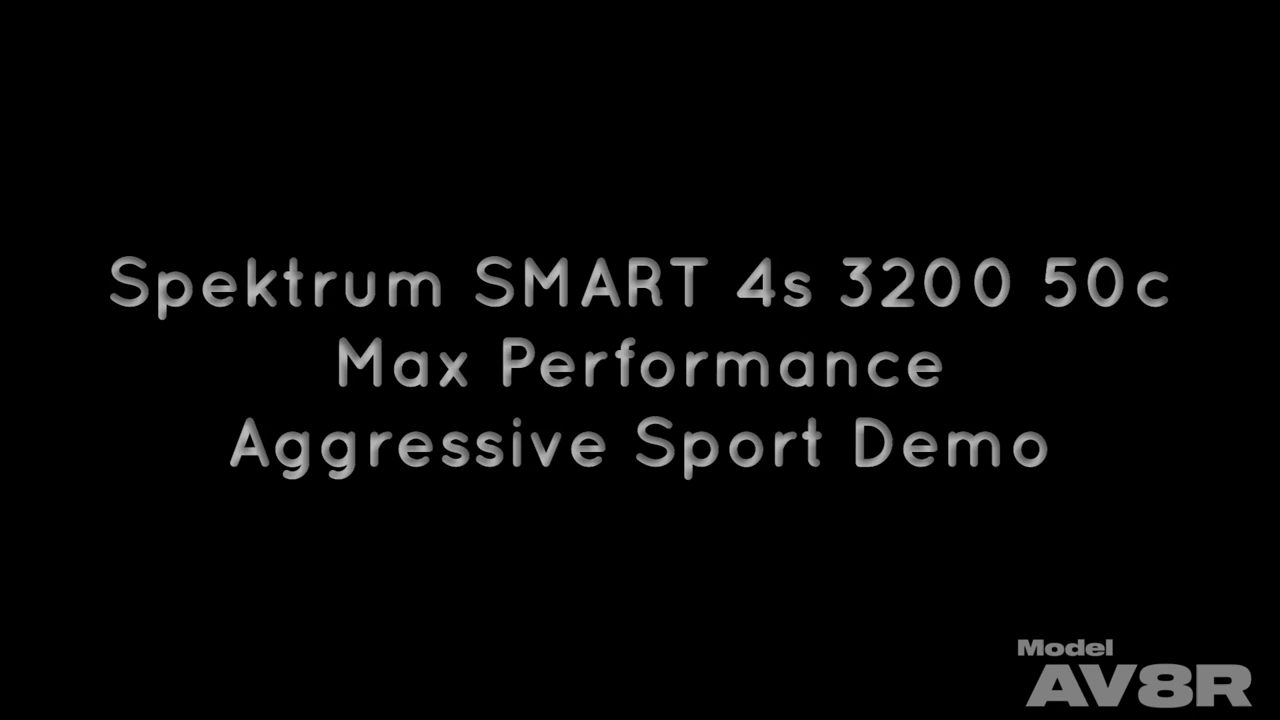 Spektrum SMART 4s 3200 50c
Max Performance
Aggressive Sport Demo
Model
AV8R